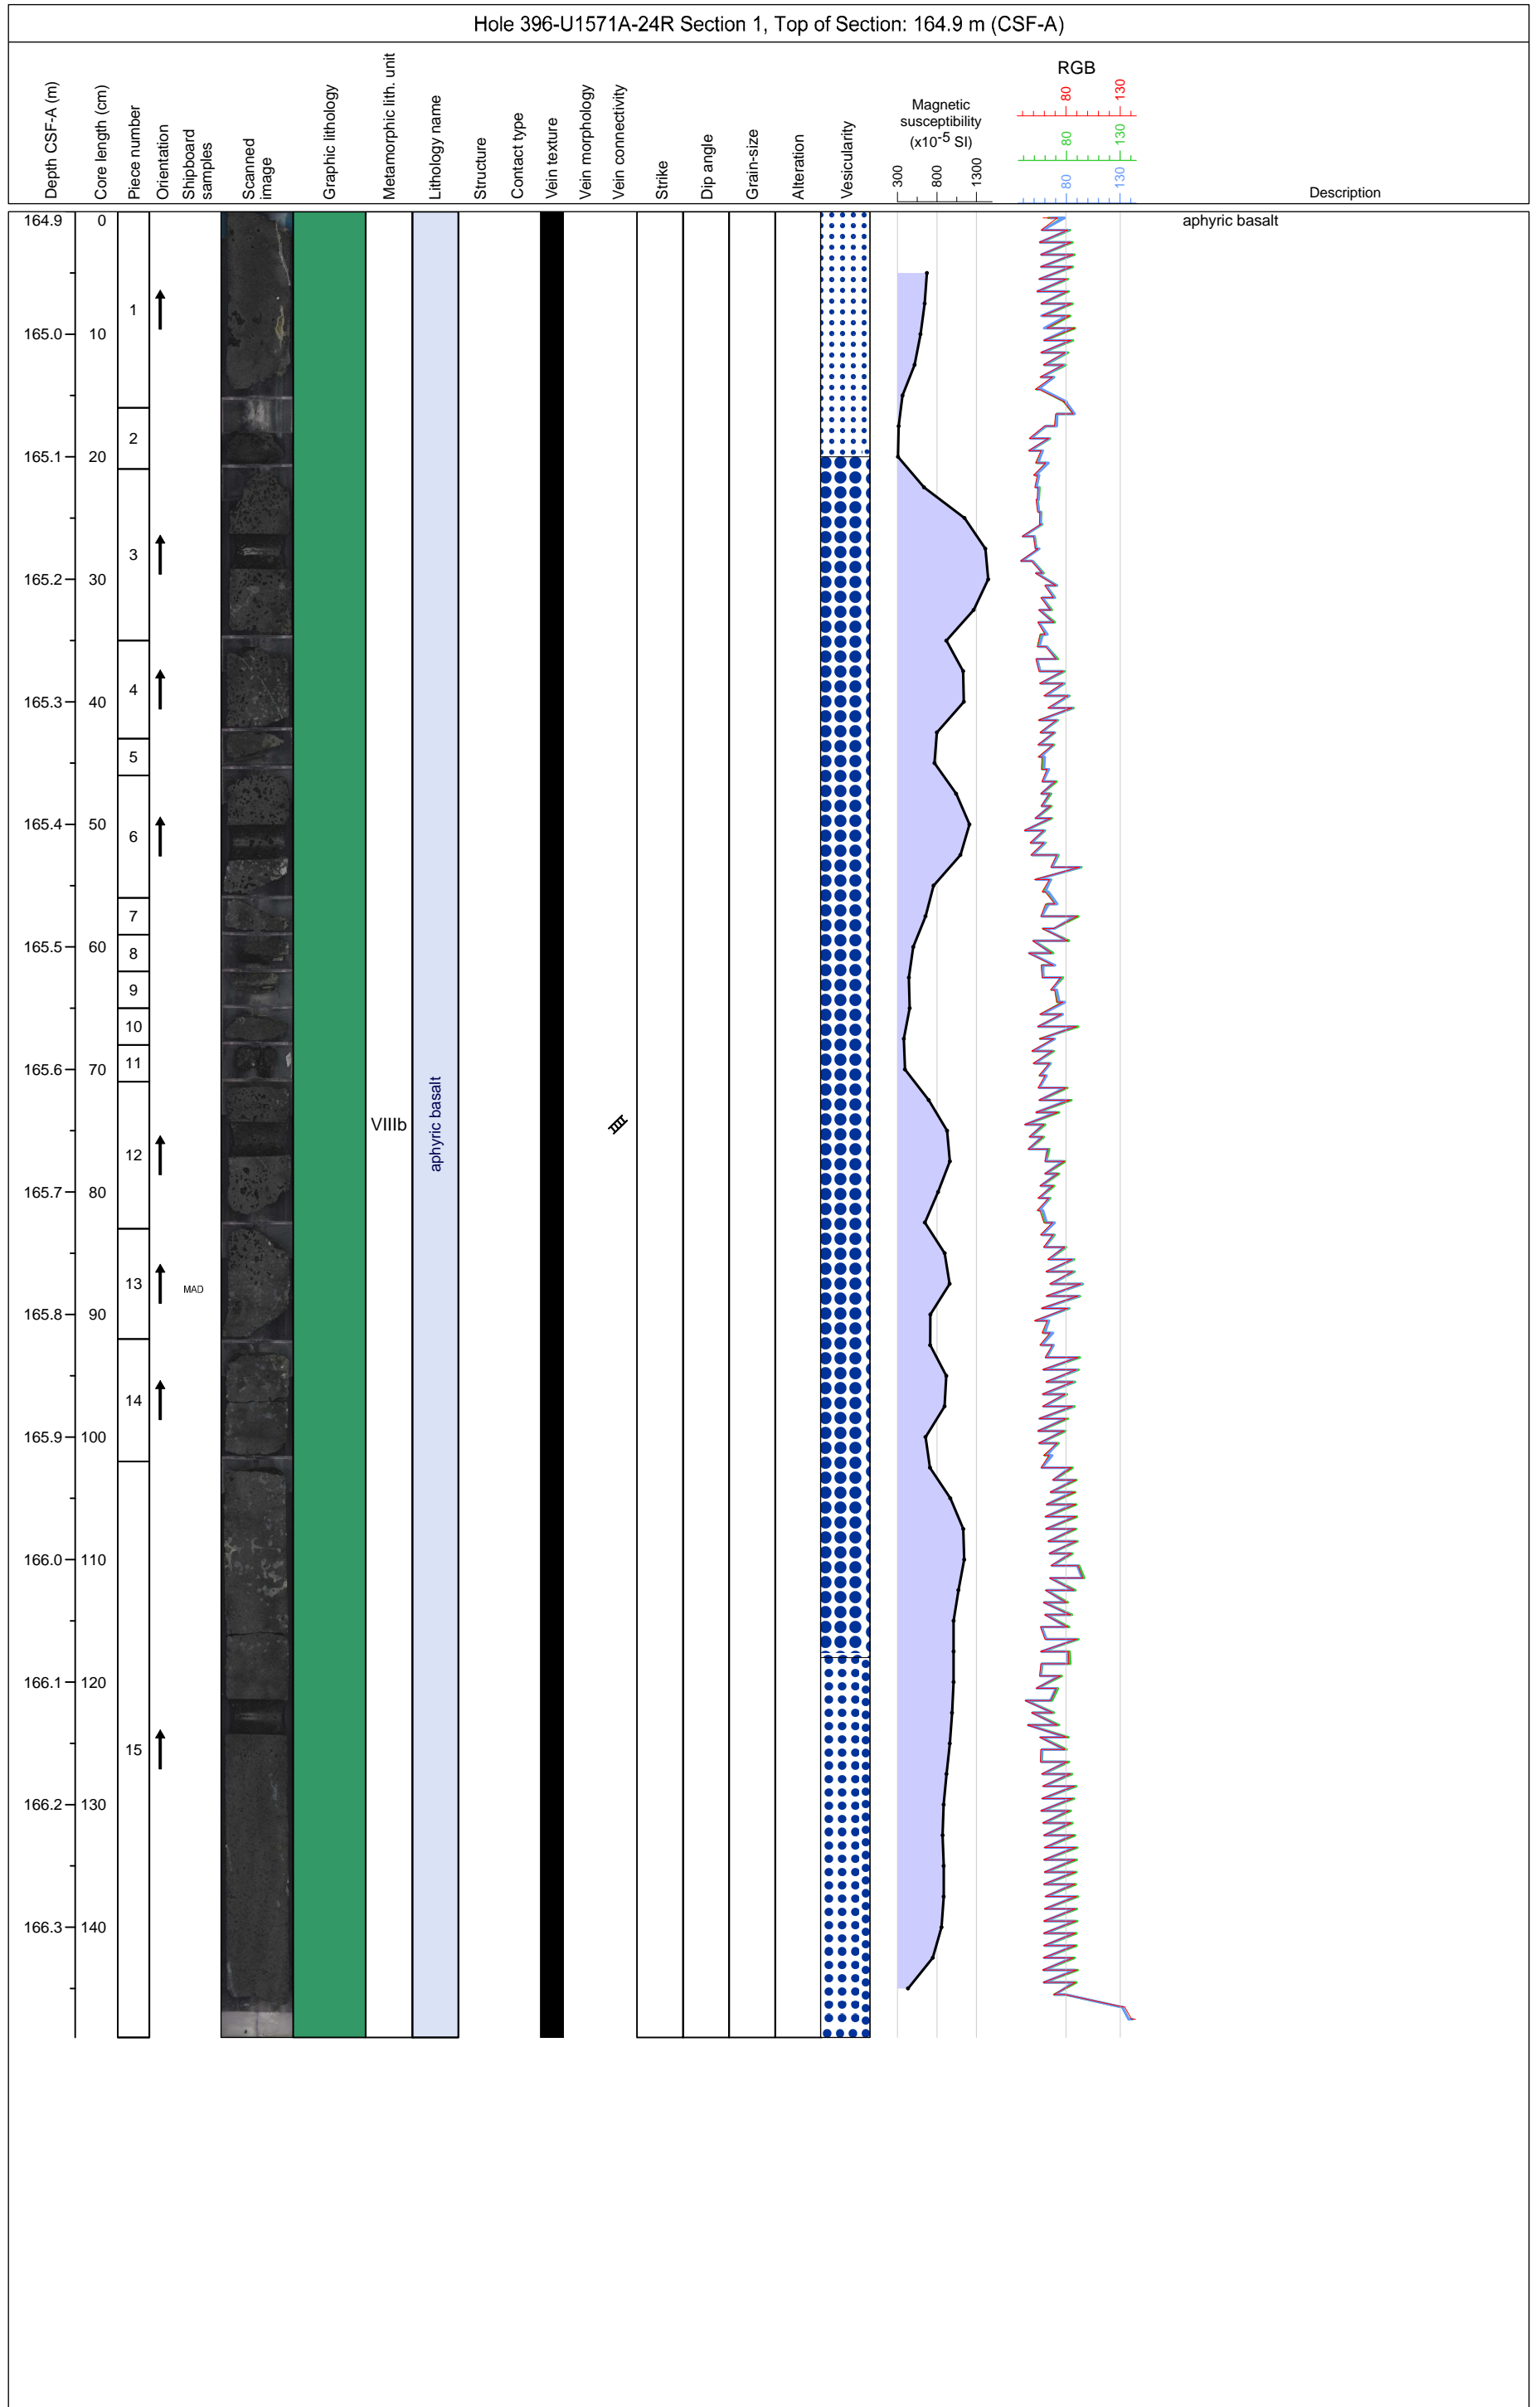 Hole 396-U1571A-24R Section 1, Top of Section: 164.9 m (CSF-A)
Depth CSF-A (m)
Core length (cm)
Piece number
Orientation
Shipboard
samples
Scanned
image
Graphic lithology
Metamorphic lith. unit
Lithology name
Structure
Contact type
Vein texture
Vein morphology
Vein connectivity
Strike
Dip angle
Grain-size
Alteration
Vesicularity
Magnetic
susceptibility
(x10-5 SI)
300 800 1300
RGB
80 130
80 130
80 130
Description
164.9 0
aphyric basalt
1
165.0 10
2
165.1 20
3
165.2 30
4
165.3 40
5
165.4 50
6
7
165.5 60
8
9
10
11
165.6 70
VIIIb
aphyric basalt
12
165.7 80
13
MAD
165.8 90
14
165.9 100
166.0 110
166.1 120
15
166.2 130
166.3 140